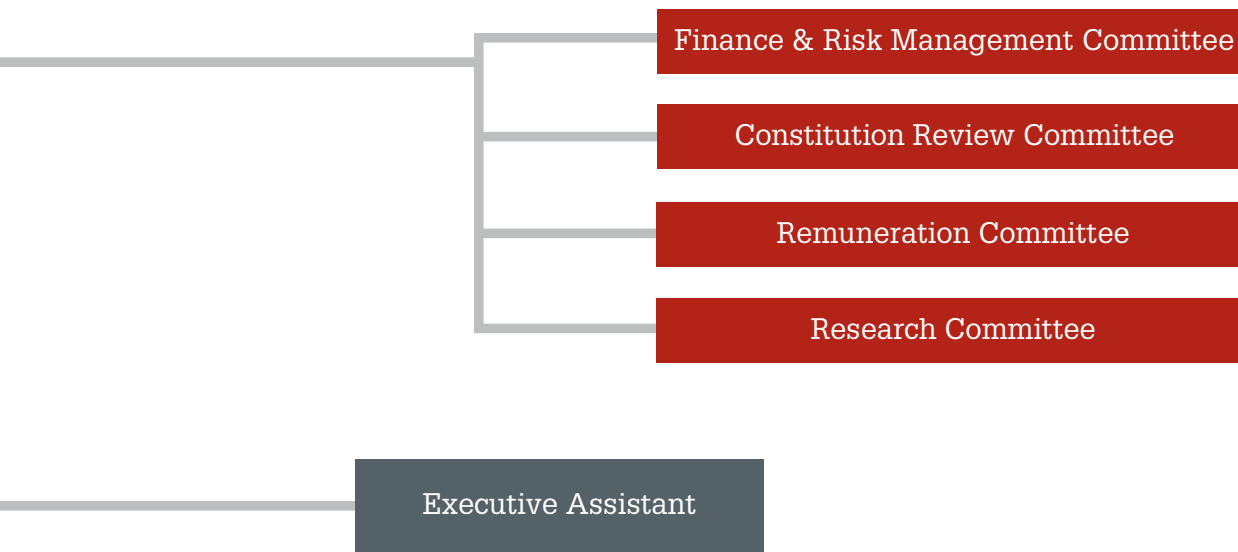 Finance & Risk Management Committee
Constitution Review Committee
Remuneration Committee
Research Committee
Executive Assistant